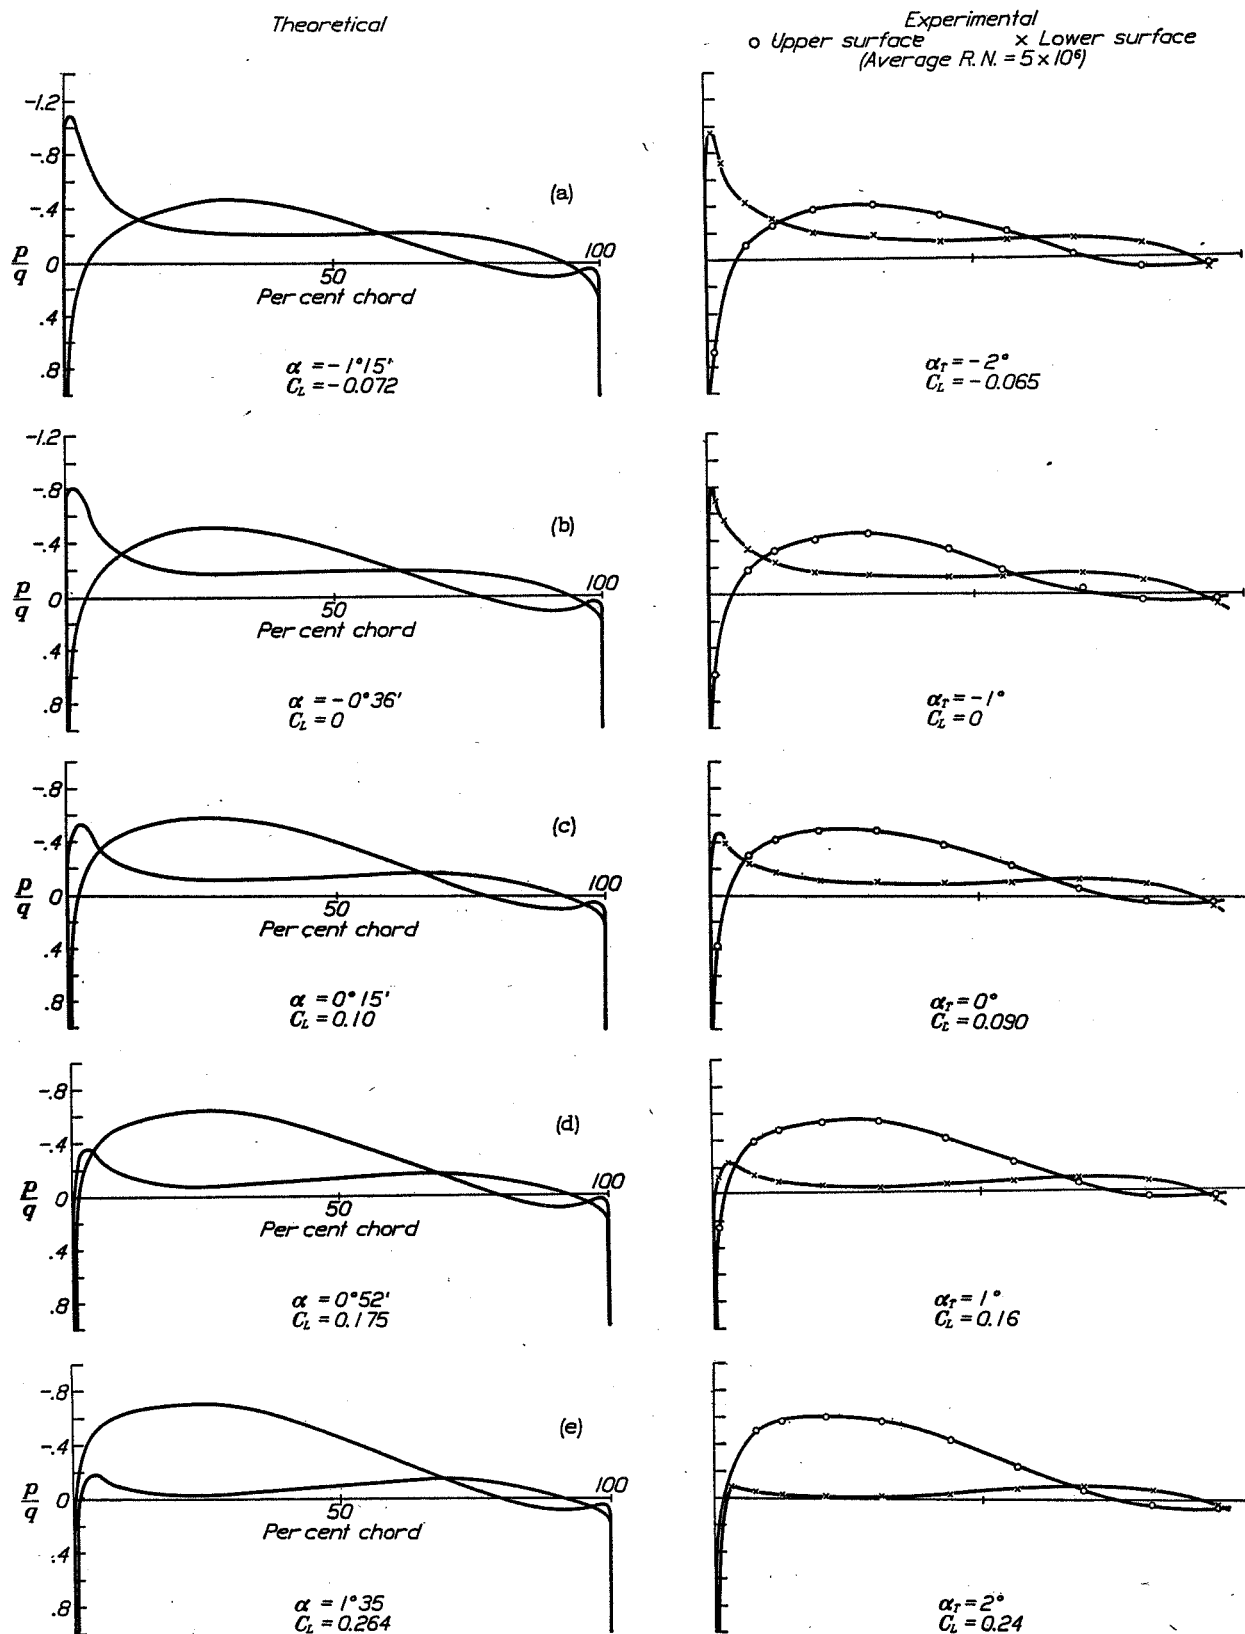 Theoretical
Experimental
o Upper surface × Lower surface
(Average R.N. = 5×10⁶)
-1.2
-.8
-.4
0
.4
.8
p/q
50
100
Per cent chord
(a)
α = -1°15'
C_L = -0.072
α_T = -2°
C_L = -0.065
-1.2
-.8
-.4
0
.4
.8
p/q
50
100
Per cent chord
(b)
α = -0°36'
C_L = 0
α_T = -1°
C_L = 0
-.8
-.4
0
.4
.8
p/q
50
100
Per cent chord
(c)
α = 0°15'
C_L = 0.10
α_T = 0°
C_L = 0.090
-.8
-.4
0
.4
.8
p/q
50
100
Per cent chord
(d)
α = 0°52'
C_L = 0.175
α_T = 1°
C_L = 0.16
-.8
-.4
0
.4
.8
p/q
50
100
Per cent chord
(e)
α = 1°35
C_L = 0.264
α_T = 2°
C_L = 0.24